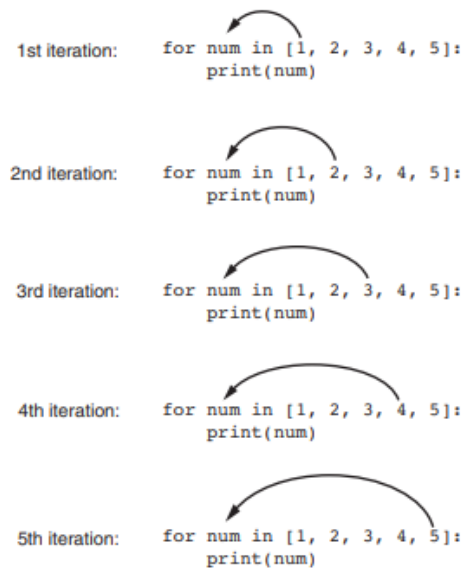 1st iteration: for num in [1, 2, 3, 4, 5]:
print(num)
2nd iteration: for num in [1, 2, 3, 4, 5]:
print(num)
3rd iteration: for num in [1, 2, 3, 4, 5]:
print(num)
4th iteration: for num in [1, 2, 3, 4, 5]:
print(num)
5th iteration: for num in [1, 2, 3, 4, 5]:
print(num)